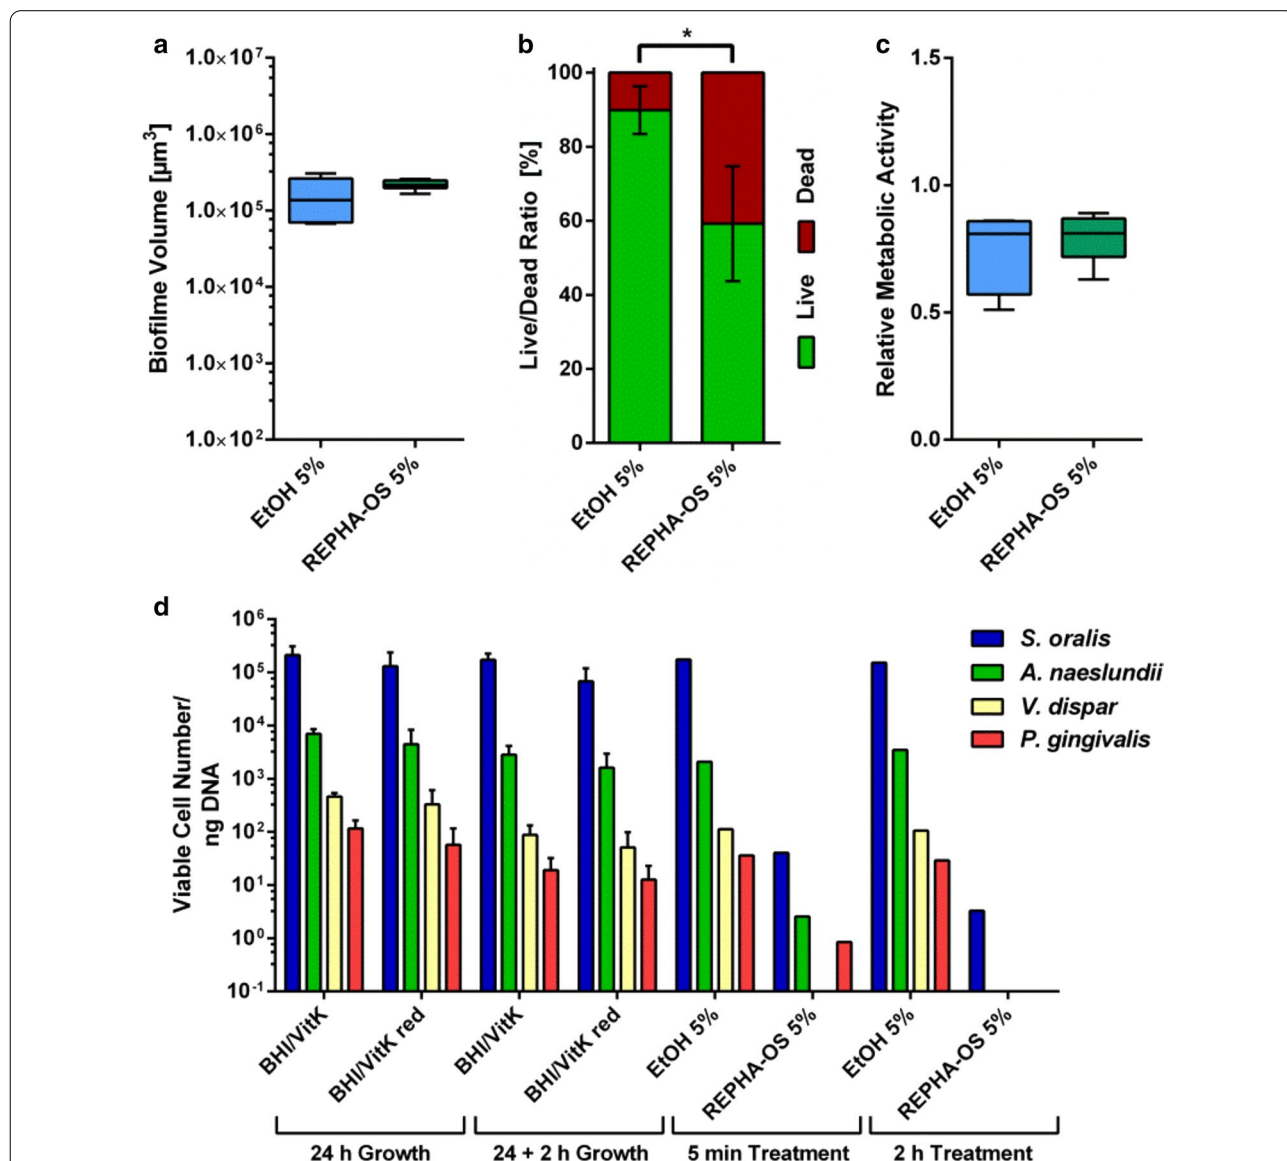 a
Biofilme Volume [µm³]
1.0×10⁷
1.0×10⁶
1.0×10⁵
1.0×10⁴
1.0×10³
1.0×10²
EtOH 5%
REPHA-OS 5%
b
*
Live/Dead Ratio [%]
100
80
60
40
20
0
EtOH 5%
REPHA-OS 5%
Live
Dead
c
Relative Metabolic Activity
1.5
1.0
0.5
0.0
EtOH 5%
REPHA-OS 5%
d
Viable Cell Number/
ng DNA
10⁶
10⁵
10⁴
10³
10²
10¹
10⁰
10⁻¹
S. oralis
A. naeslundii
V. dispar
P. gingivalis
BHI/VitK
BHI/VitK red
BHI/VitK
BHI/VitK red
EtOH 5%
REPHA-OS 5%
EtOH 5%
REPHA-OS 5%
24 h Growth
24 + 2 h Growth
5 min Treatment
2 h Treatment